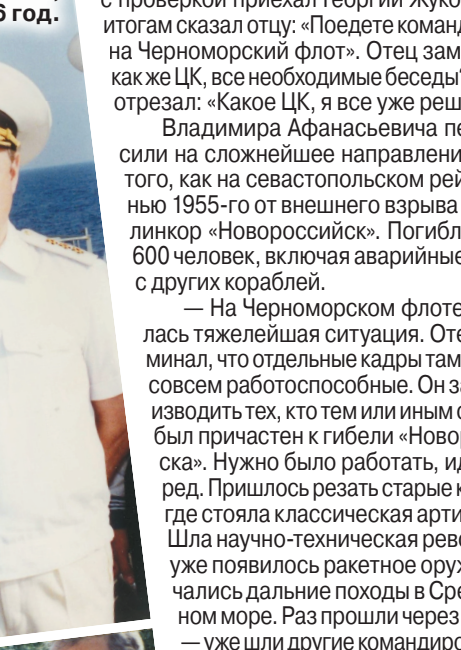 6 год.
с проверкой приехал Георгий Жуко
итогам сказал отцу: «Поедете команд
на Черноморский флот». Отец зам
как же ЦК, все необходимые беседы
отрезал: «Какое ЦК, я все уже реш
Владимира Афанасьевича пе
сили на сложнейшее направлени
того, как на севастопольском рей
нью 1955-го от внешнего взрыва
линкор «Новороссийск». Погибл
600 человек, включая аварийные
с других кораблей.
— На Черноморском флоте
лась тяжелейшая ситуация. Оте
минал, что отдельные кадры там
совсем работоспособные. Он за
изводить тех, кто тем или иным о
был причастен к гибели «Новор
ска». Нужно было работать, ид
ред. Пришлось резать старые к
где стояла классическая арти
Шла научно-техническая рево
уже появилось ракетное оруж
чались дальние походы в Сре
ном море. Раз прошли через
— уже шли другие командиро